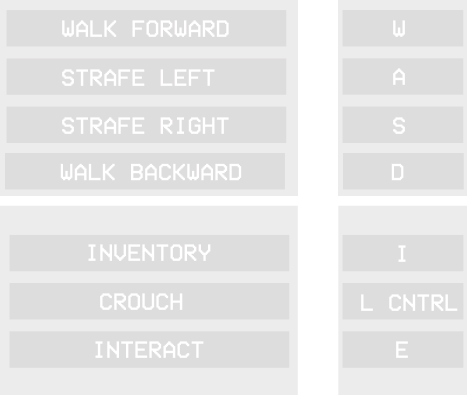 WALK FORWARD W
STRAFE LEFT A
STRAFE RIGHT S
WALK BACKWARD D
INVENTORY I
CROUCH L CNTRL
INTERACT E